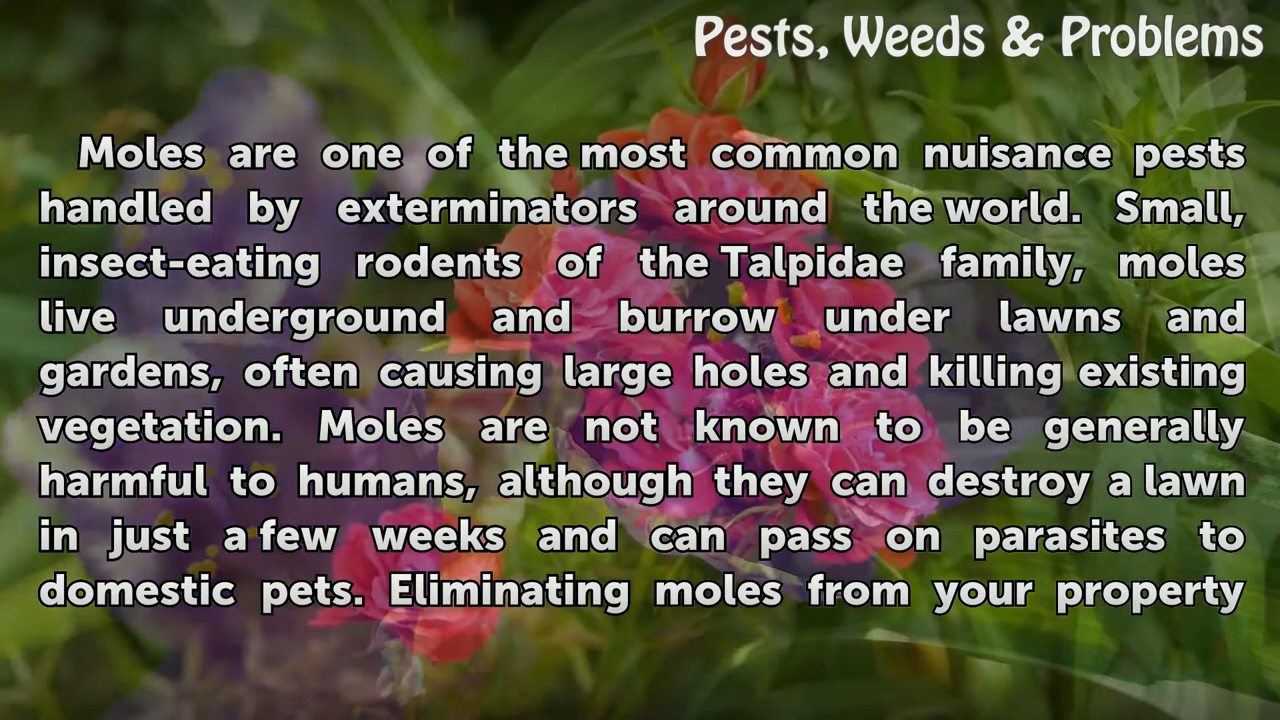 Pests, Weeds & Problems
Moles are one of the most common nuisance pests
handled by exterminators around the world. Small,
insect-eating rodents of the Talpidae family, moles
live underground and burrow under lawns and
gardens, often causing large holes and killing existing
vegetation. Moles are not known to be generally
harmful to humans, although they can destroy a lawn
in just a few weeks and can pass on parasites to
domestic pets. Eliminating moles from your property